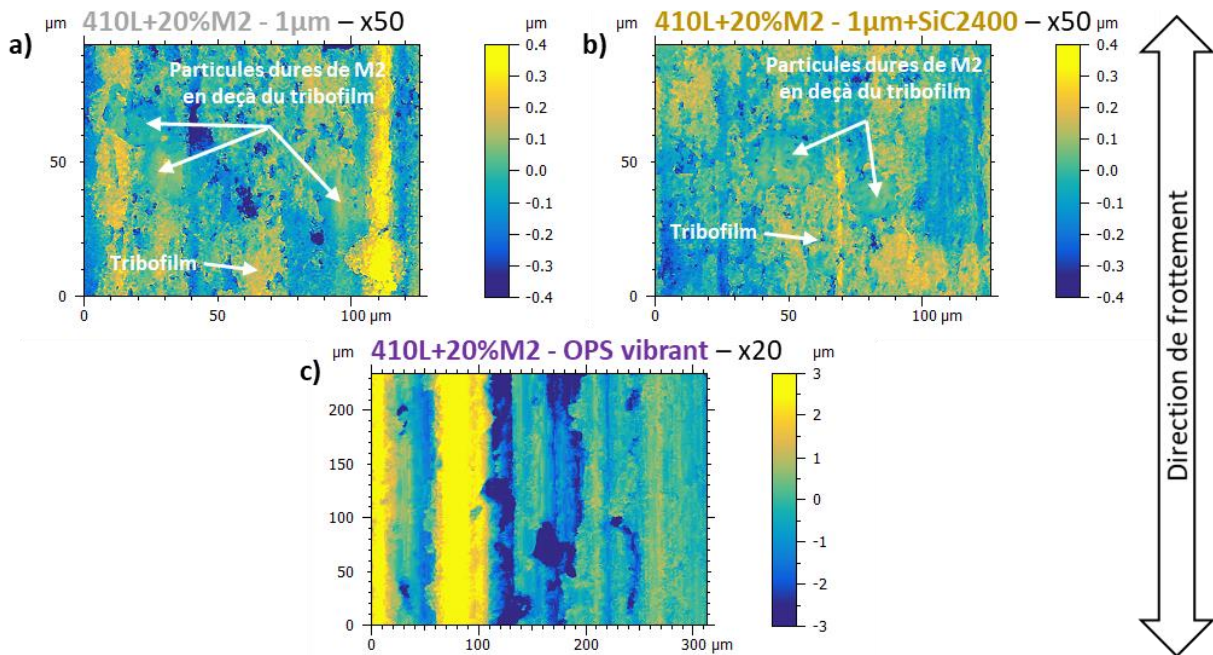 410L+20%M2 - 1µm – x50
µm
µm
a)
Particules dures de M2
en deçà du tribofilm
Tribofilm
50
0
0
50
100 µm
0.4
0.3
0.2
0.1
0.0
-0.1
-0.2
-0.3
-0.4
410L+20%M2 - 1µm+SiC2400 – x50
µm
µm
b)
Particules dures de M2
en deçà du tribofilm
Tribofilm
50
0
0
50
100 µm
0.4
0.3
0.2
0.1
0.0
-0.1
-0.2
-0.3
-0.4
410L+20%M2 - OPS vibrant – x20
µm
µm
c)
200
150
100
50
0
0
100
200
300 µm
3
2
1
0
-1
-2
-3
Direction de frottement